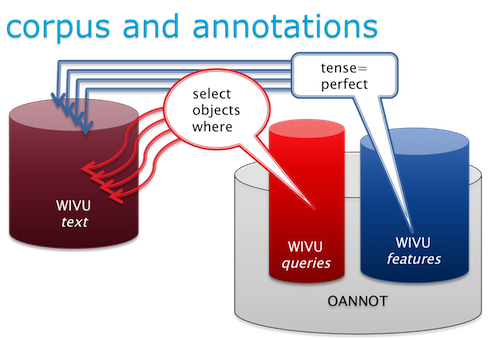 corpus and annotations
tense=
perfect
select
objects
where
WIVU
text
WIVU
queries
WIVU
features
OANNOT